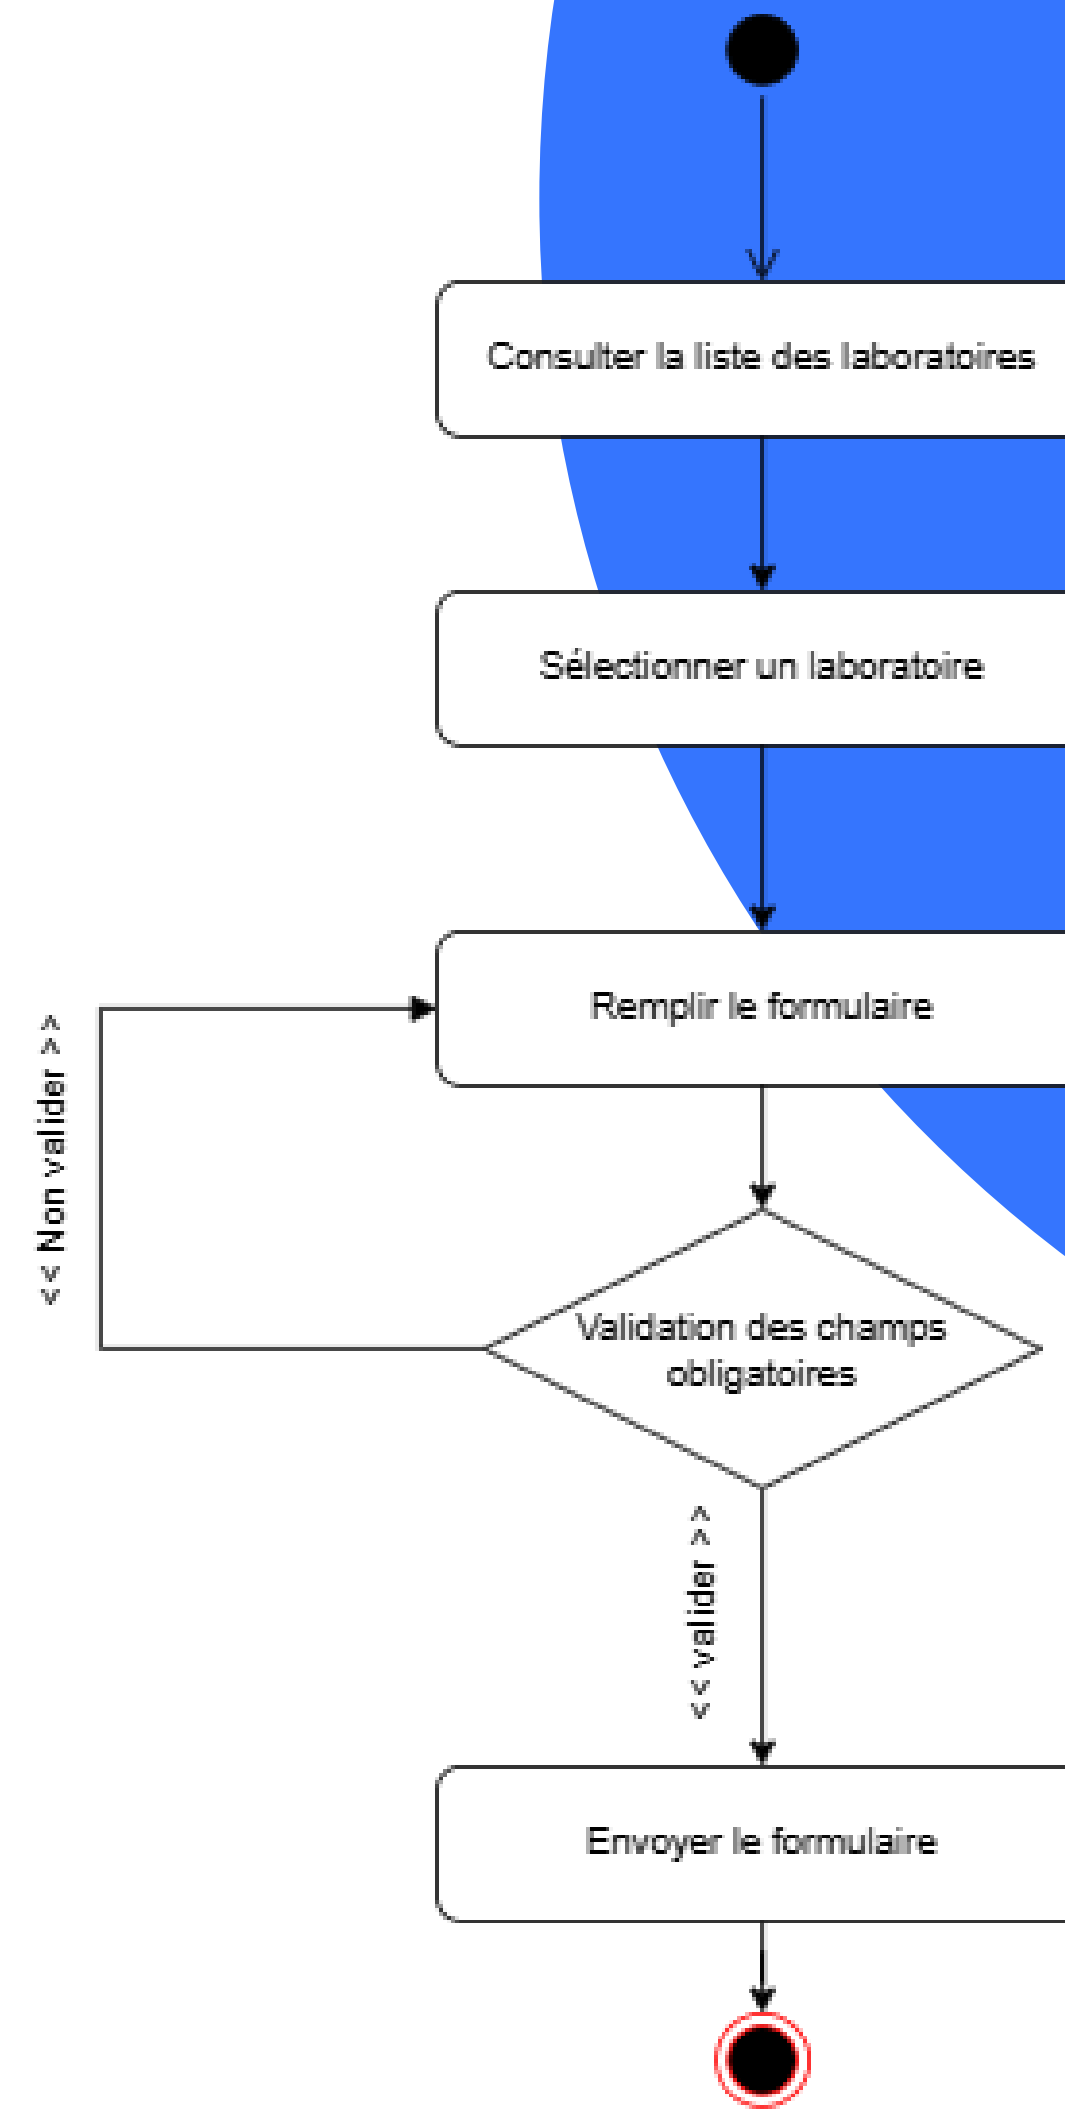 Consulter la liste des laboratoires
Sélectionner un laboratoire
Remplir le formulaire
<< Non valider >>
Validation des champs
obligatoires
<< valider >>
Envoyer le formulaire